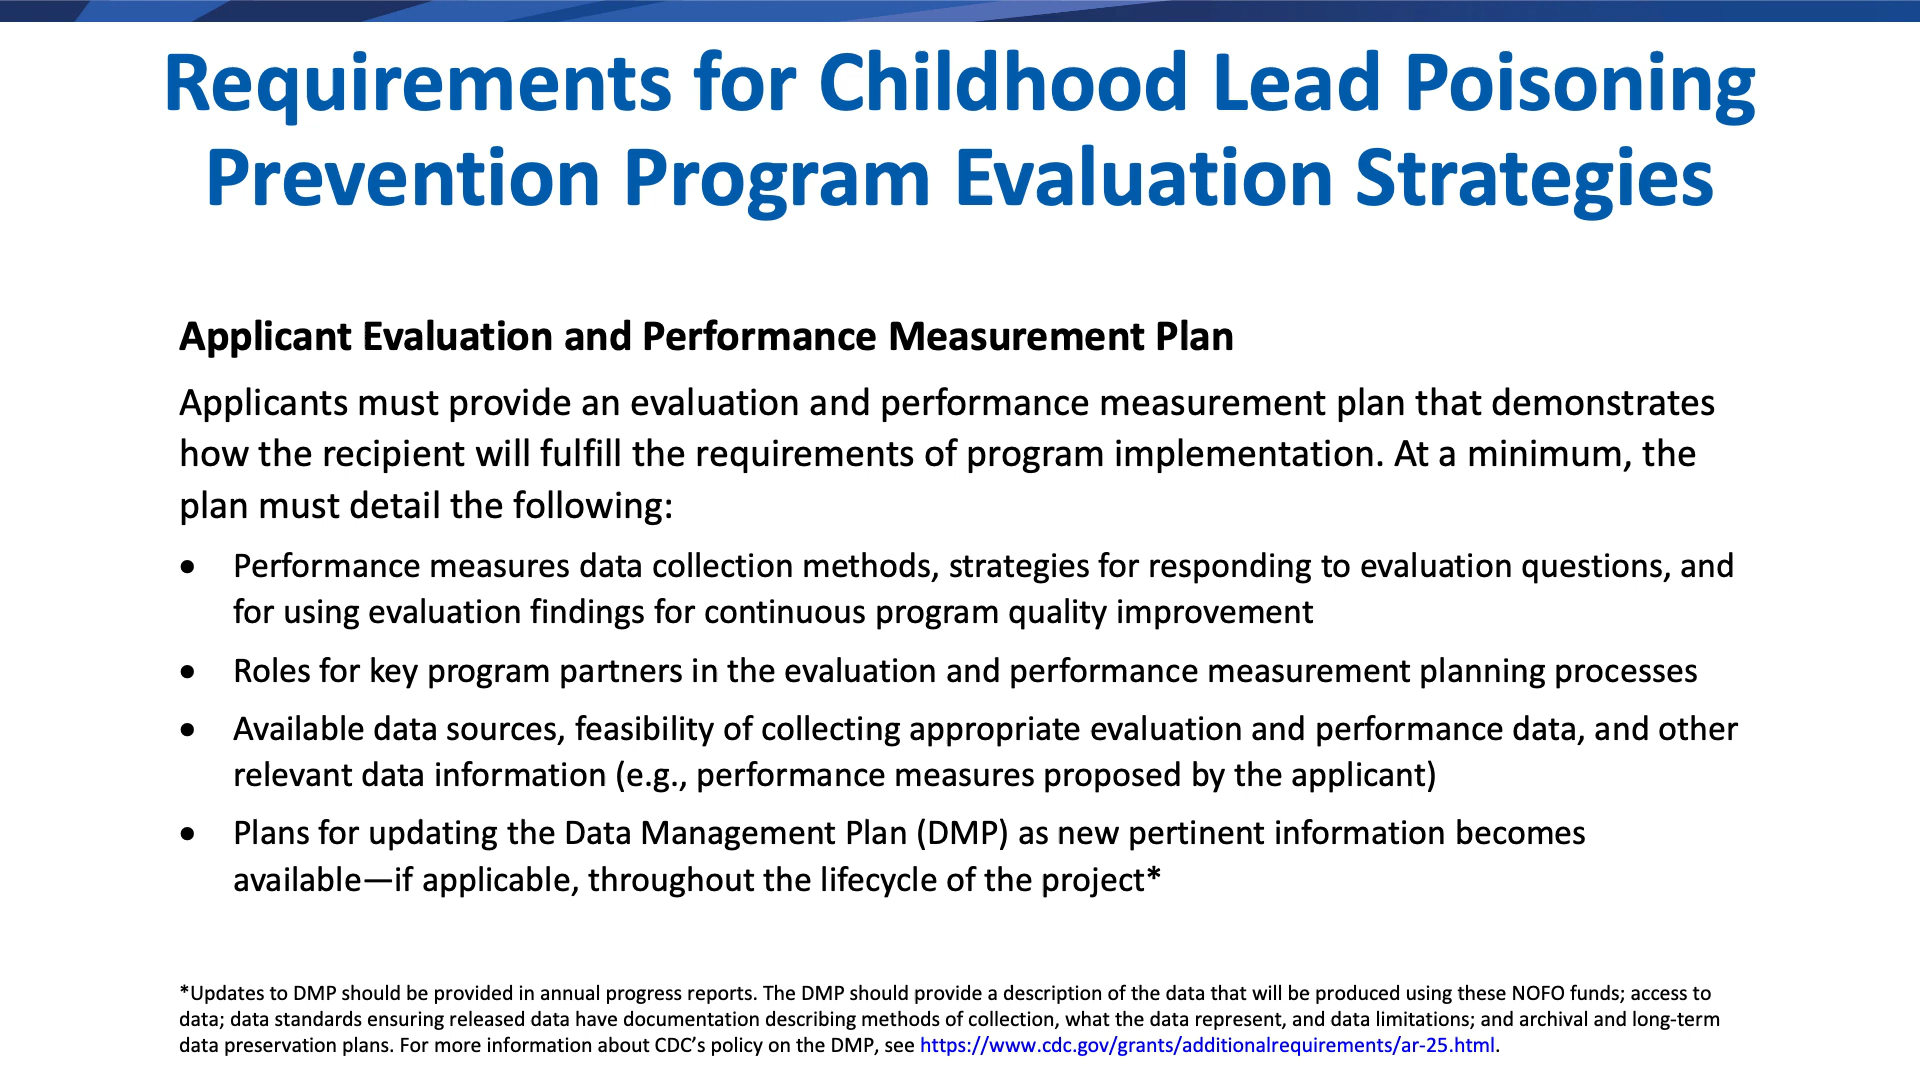 Requirements for Childhood Lead Poisoning
Prevention Program Evaluation Strategies
Applicant Evaluation and Performance Measurement Plan
Applicants must provide an evaluation and performance measurement plan that demonstrates
how the recipient will fulfill the requirements of program implementation. At a minimum, the
plan must detail the following:
• Performance measures data collection methods, strategies for responding to evaluation questions, and
for using evaluation findings for continuous program quality improvement
• Roles for key program partners in the evaluation and performance measurement planning processes
• Available data sources, feasibility of collecting appropriate evaluation and performance data, and other
relevant data information (e.g., performance measures proposed by the applicant)
• Plans for updating the Data Management Plan (DMP) as new pertinent information becomes
available—if applicable, throughout the lifecycle of the project*
*Updates to DMP should be provided in annual progress reports. The DMP should provide a description of the data that will be produced using these NOFO funds; access to
data; data standards ensuring released data have documentation describing methods of collection, what the data represent, and data limitations; and archival and long-term
data preservation plans. For more information about CDC’s policy on the DMP, see https://www.cdc.gov/grants/additionalrequirements/ar-25.html.